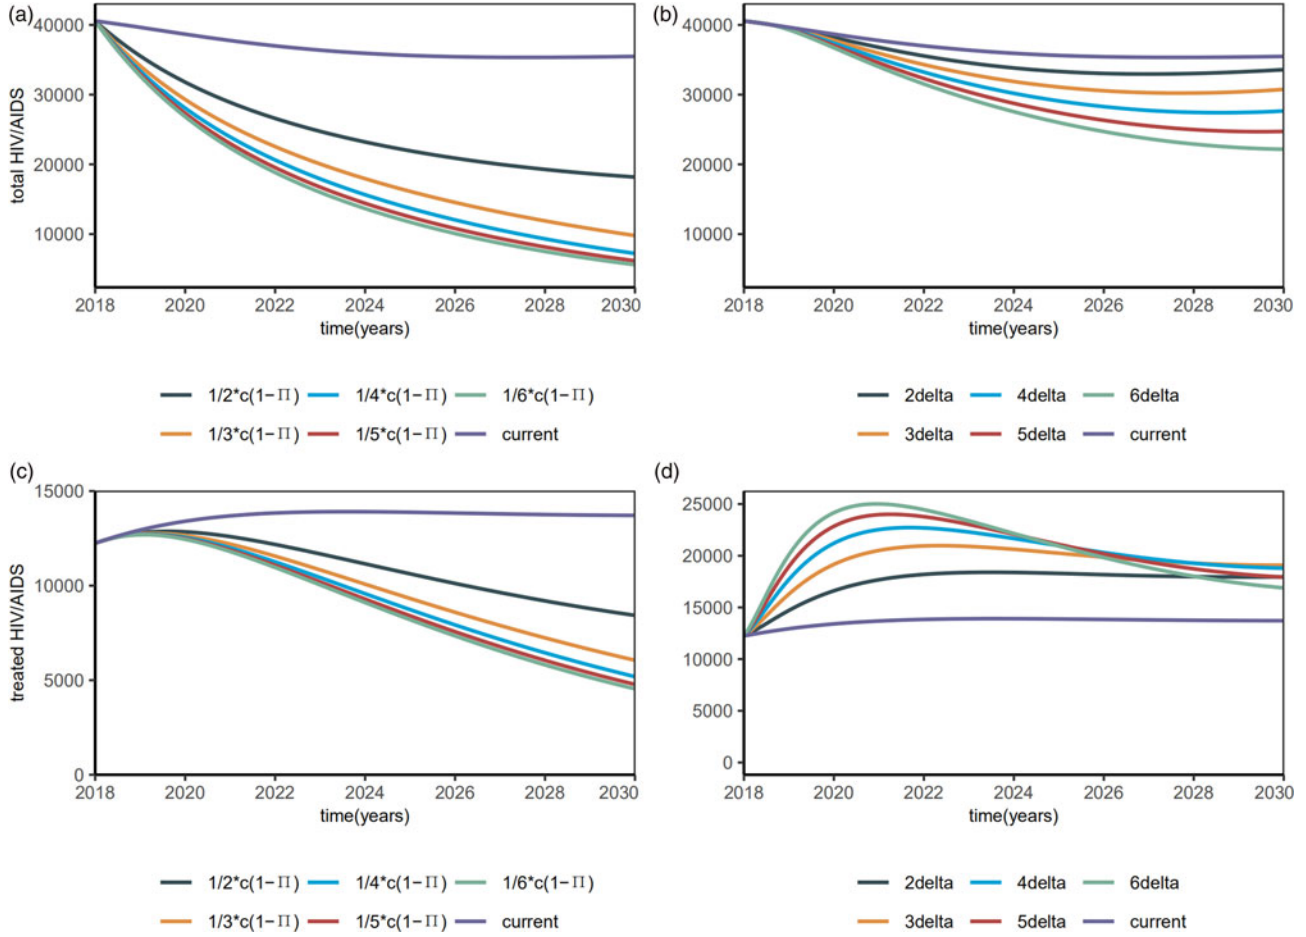 (a)
total HIV/AIDS
40000
30000
20000
10000
2018 2020 2022 2024 2026 2028 2030
time(years)
1/2*c(1−Π) 1/4*c(1−Π) 1/6*c(1−Π)
1/3*c(1−Π) 1/5*c(1−Π) current
(b)
40000
30000
20000
10000
2018 2020 2022 2024 2026 2028 2030
time(years)
2delta 4delta 6delta
3delta 5delta current
(c)
treated HIV/AIDS
15000
10000
5000
0
2018 2020 2022 2024 2026 2028 2030
time(years)
1/2*c(1−Π) 1/4*c(1−Π) 1/6*c(1−Π)
1/3*c(1−Π) 1/5*c(1−Π) current
(d)
25000
20000
15000
10000
5000
0
2018 2020 2022 2024 2026 2028 2030
time(years)
2delta 4delta 6delta
3delta 5delta current